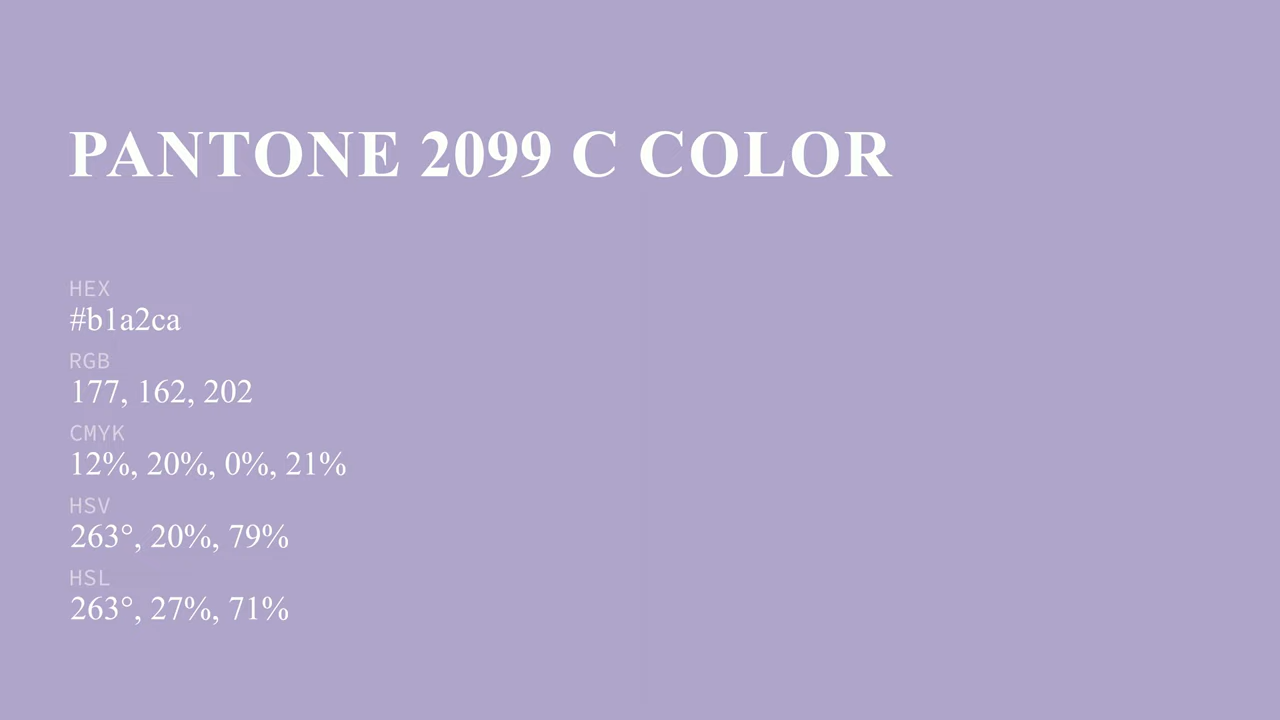 PANTONE 2099 C COLOR
HEX
#b1a2ca
RGB
177, 162, 202
CMYK
12%, 20%, 0%, 21%
HSV
263°, 20%, 79%
HSL
263°, 27%, 71%